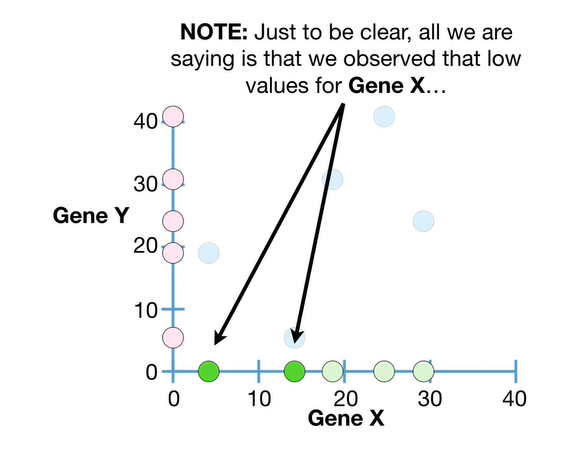 NOTE: Just to be clear, all we are
saying is that we observed that low
values for Gene X…
40
30
Gene Y
20
10
0
0 10 20 30 40
Gene X